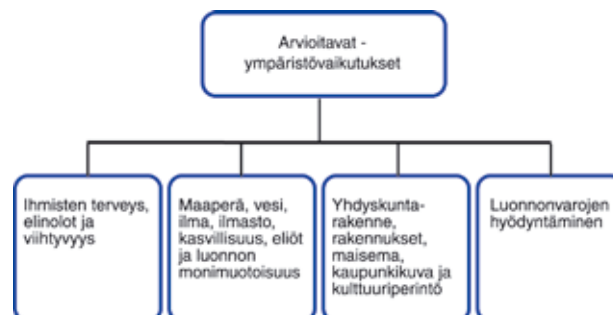 Arvioitavat -
ympäristövaikutukset
Ihmisten terveys,
elinolot ja
viihtyvyys
Maaperä, vesi,
ilma, ilmasto,
kasvillisuus, eliöt
ja luonnon
monimuotoisuus
Yhdyskunta-
rakenne,
rakennukset,
maisema,
kaupunkikuva ja
kulttuuriperintö
Luonnonvarojen
hyödyntäminen